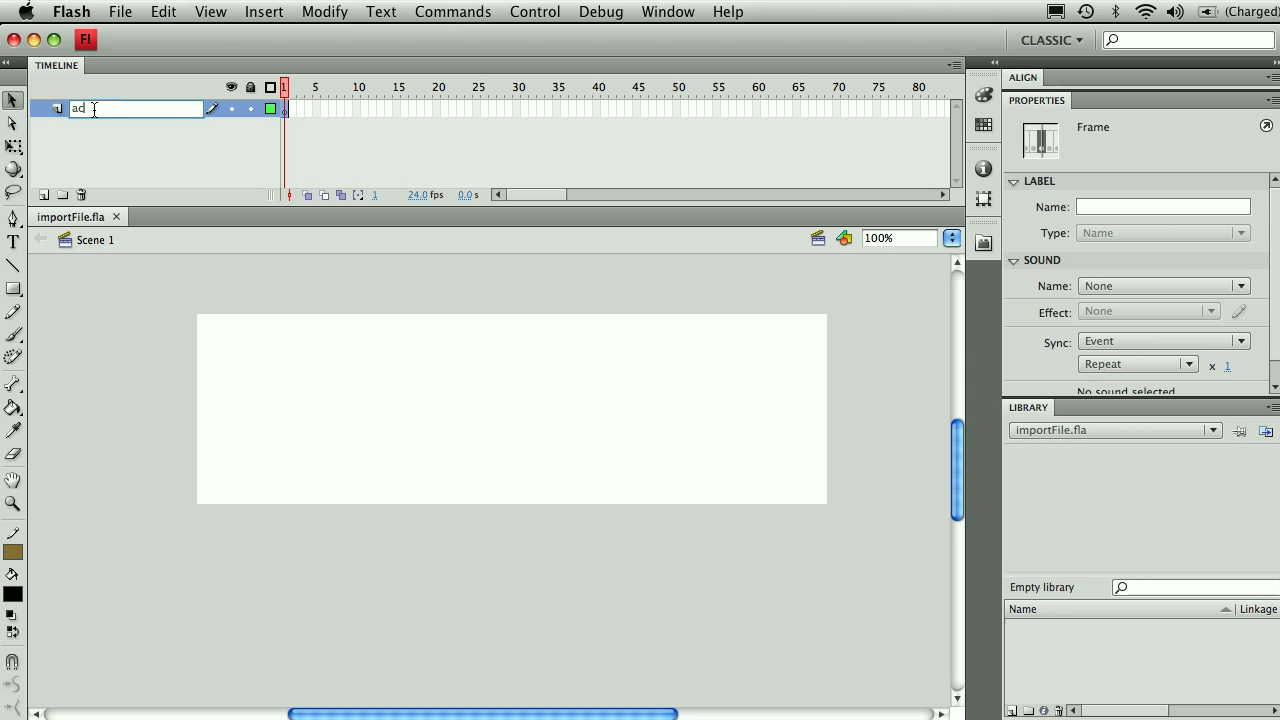 Flash File Edit View Insert Modify Text Commands Control Debug Window Help (Charged)
Fl CLASSIC
TIMELINE
ALIGN
1 5 10 15 20 25 30 35 40 45 50 55 60 65 70 75 80
ad
PROPERTIES
Frame
LABEL
Name:
Type: Name
SOUND
Name: None
Effect: None
Sync: Event
Repeat x 1
No sound selected
1 24.0 fps 0.0 s
importFile.fla
Scene 1
100%
LIBRARY
importFile.fla
Empty library
Name Linkage
T